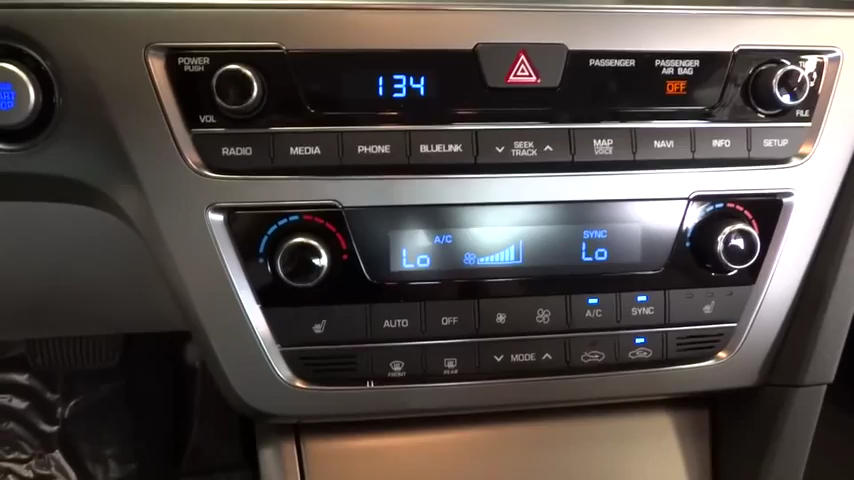 POWER
PUSH
VOL
134
PASSENGER
PASSENGER
AIR BAG
OFF
FILE
RADIO
MEDIA
PHONE
BLUELINK
SEEK
TRACK
MAP
VOICE
NAVI
INFO
SETUP
A/C
Lo
SYNC
Lo
AUTO
OFF
A/C
SYNC
FRONT
REAR
MODE